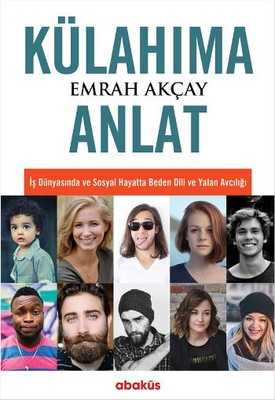 KÜLAHIMA
EMRAH AKÇAY
ANLAT
İş Dünyasında ve Sosyal Hayatta Beden Dili ve Yalan Avcılığı
abaküs